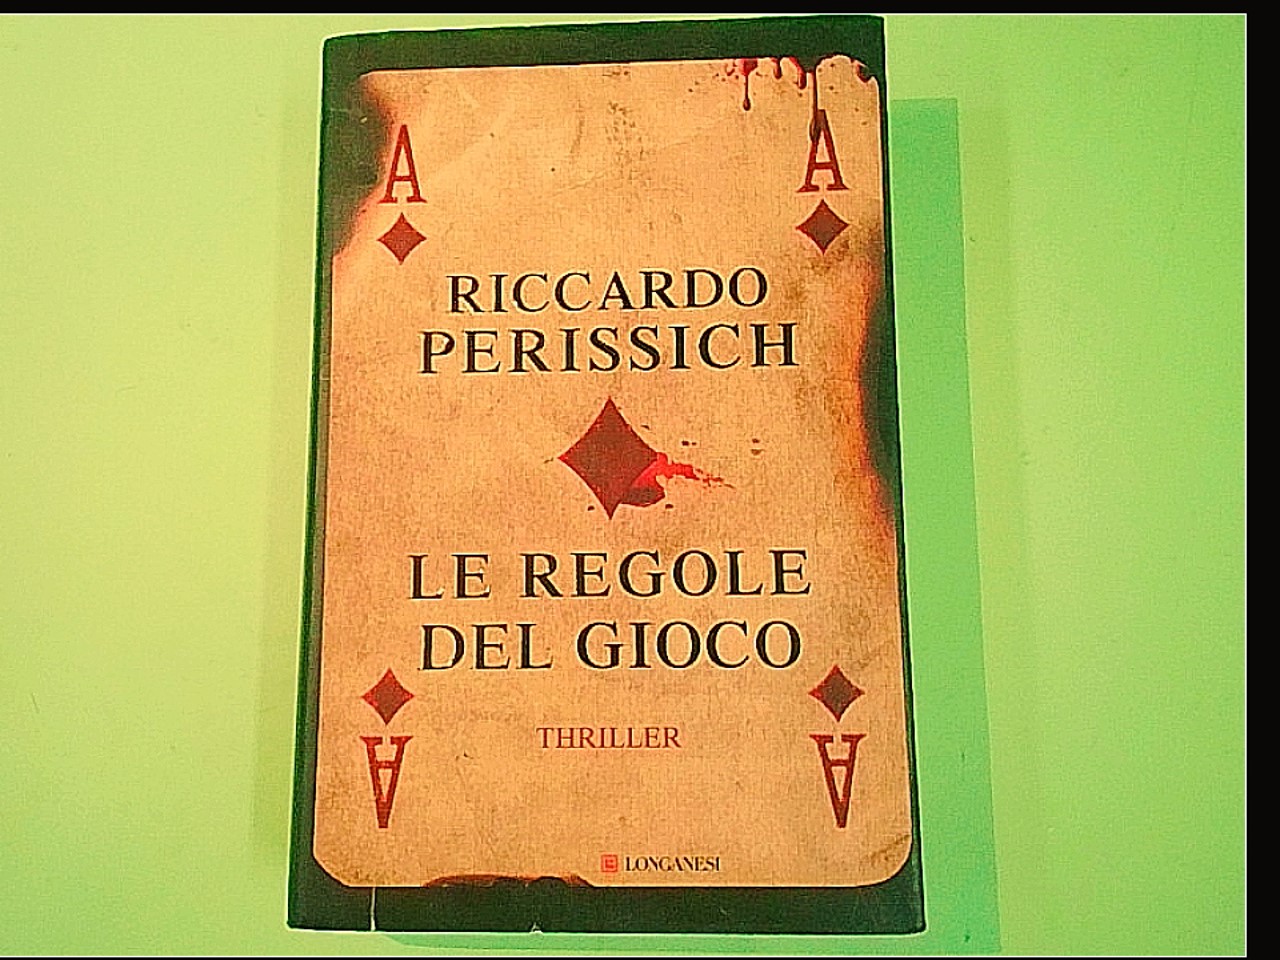 A A
RICCARDO
PERISSICH
LE REGOLE
DEL GIOCO
THRILLER
A A
LONGANESI